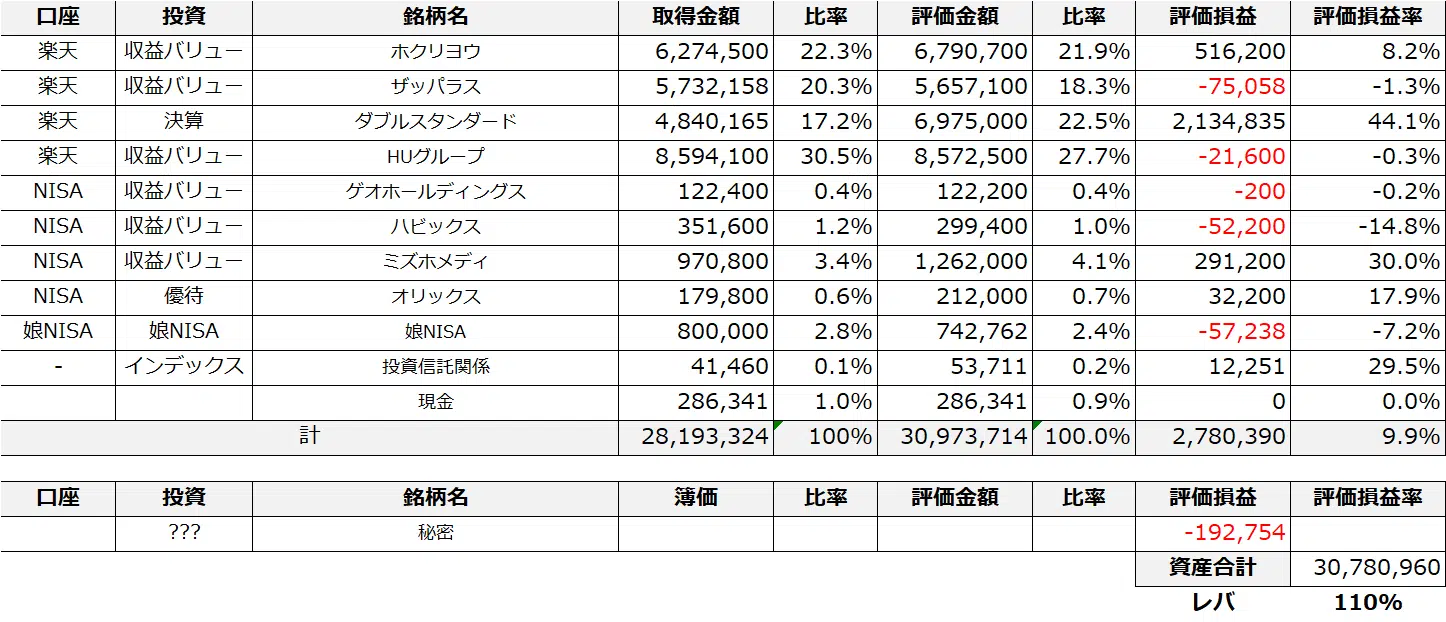 口座 投資 銘柄名 取得金額 比率 評価金額 比率 評価損益 評価損益率
楽天 収益バリュー ホクリヨウ 6,274,500 22.3% 6,790,700 21.9% 516,200 8.2%
楽天 収益バリュー ザッパラス 5,732,158 20.3% 5,657,100 18.3% -75,058 -1.3%
楽天 決算 ダブルスタンダード 4,840,165 17.2% 6,975,000 22.5% 2,134,835 44.1%
楽天 収益バリュー HUグループ 8,594,100 30.5% 8,572,500 27.7% -21,600 -0.3%
NISA 収益バリュー ゲオホールディングス 122,400 0.4% 122,200 0.4% -200 -0.2%
NISA 収益バリュー ハビックス 351,600 1.2% 299,400 1.0% -52,200 -14.8%
NISA 収益バリュー ミズホメディ 970,800 3.4% 1,262,000 4.1% 291,200 30.0%
NISA 優待 オリックス 179,800 0.6% 212,000 0.7% 32,200 17.9%
娘NISA 娘NISA 娘NISA 800,000 2.8% 742,762 2.4% -57,238 -7.2%
- インデックス 投資信託関係 41,460 0.1% 53,711 0.2% 12,251 29.5%
現金 286,341 1.0% 286,341 0.9% 0 0.0%
計 28,193,324 100% 30,973,714 100.0% 2,780,390 9.9%
口座 投資 銘柄名 簿価 比率 評価金額 比率 評価損益 評価損益率
??? 秘密 -192,754
資産合計 30,780,960
レバ 110%